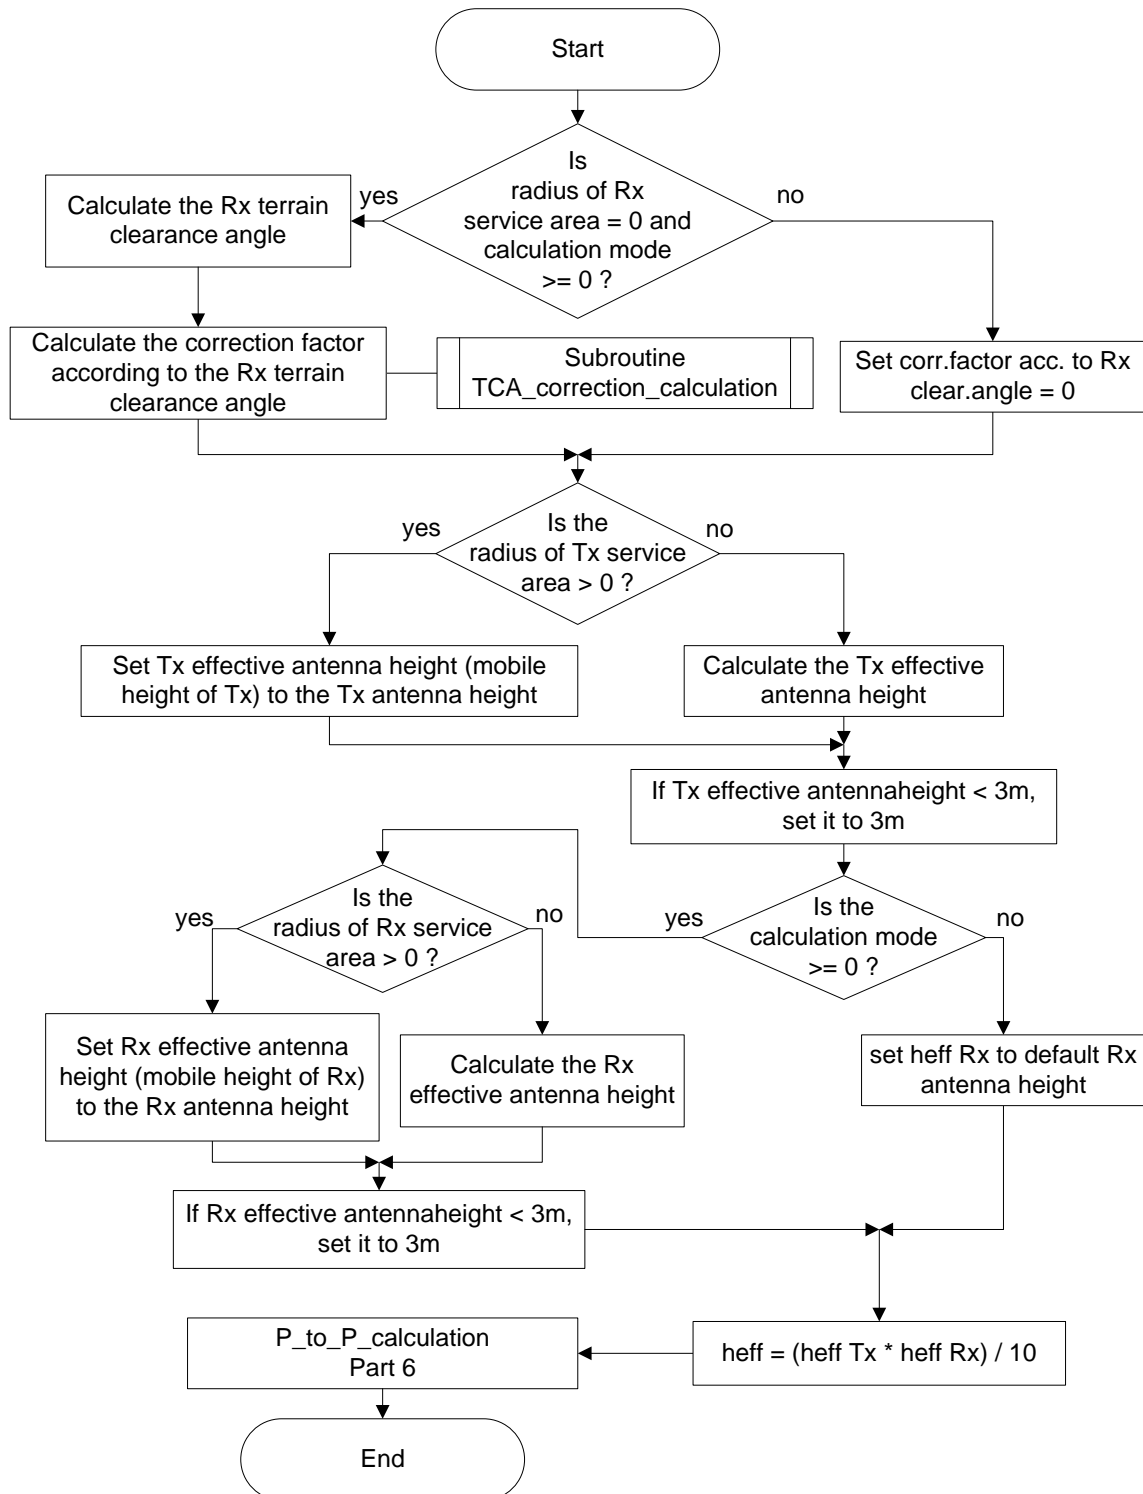 Start
Is
radius of Rx
service area = 0 and
calculation mode
>= 0 ?
yes
no
Calculate the Rx terrain
clearance angle
Calculate the correction factor
according to the Rx terrain
clearance angle
Subroutine
TCA_correction_calculation
Set corr.factor acc. to Rx
clear.angle = 0
Is the
radius of Tx service
area > 0 ?
yes
no
Set Tx effective antenna height (mobile
height of Tx) to the Tx antenna height
Calculate the Tx effective
antenna height
If Tx effective antennaheight < 3m,
set it to 3m
Is the
calculation mode
>= 0 ?
yes
no
Is the
radius of Rx service
area > 0 ?
yes
no
Set Rx effective antenna
height (mobile height of Rx)
to the Rx antenna height
Calculate the Rx
effective antenna height
set heff Rx to default Rx
antenna height
If Rx effective antennaheight < 3m,
set it to 3m
heff = (heff Tx * heff Rx) / 10
P_to_P_calculation
Part 6
End